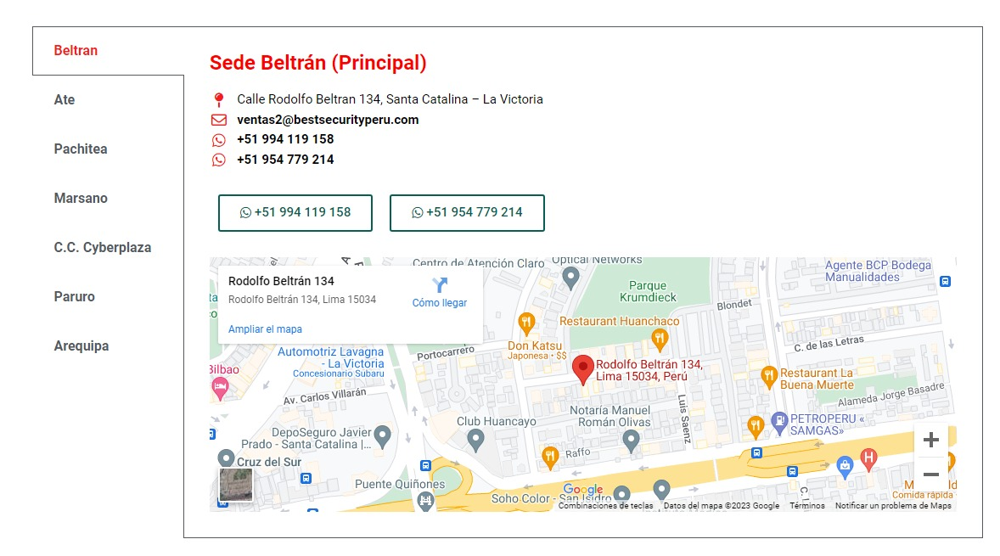 Beltran
Ate
Pachitea
Marsano
C.C. Cyberplaza
Paruro
Arequipa
Sede Beltrán (Principal)
Calle Rodolfo Beltran 134, Santa Catalina – La Victoria
ventas2@bestsecurityperu.com
+51 994 119 158
+51 954 779 214
+51 994 119 158
+51 954 779 214
Rodolfo Beltrán 134
Rodolfo Beltrán 134, Lima 15034
Cómo llegar
Ampliar el mapa
Centro de Atención Claro
Optical Networks
Parque
Krumdieck
Agente BCP Bodega
Manualidades
Blondet
Restaurant Huanchaco
Don Katsu
Japonesa • $$
Portocarrero
C. de las Letras
Automotriz Lavagna
- La Victoria
Concesionario Subaru
Rodolfo Beltrán 134,
Lima 15034, Perú
Bilbao
Restaurant La
Buena Muerte
Av. Carlos Villarán
Alameda Jorge Basadre
Luis Saenz
Notaría Manuel
Román Olivas
Club Huancayo
PETROPERU «
SAMGAS»
DepoSeguro Javier
Prado - Santa Catalina |...
Raffo
Cruz del Sur
Puente Quiñones
Soho Color - San Isidro
Comida rápida
Google
Combinaciones de teclas
Datos del mapa ©2023 Google
Términos
Notificar un problema de Maps